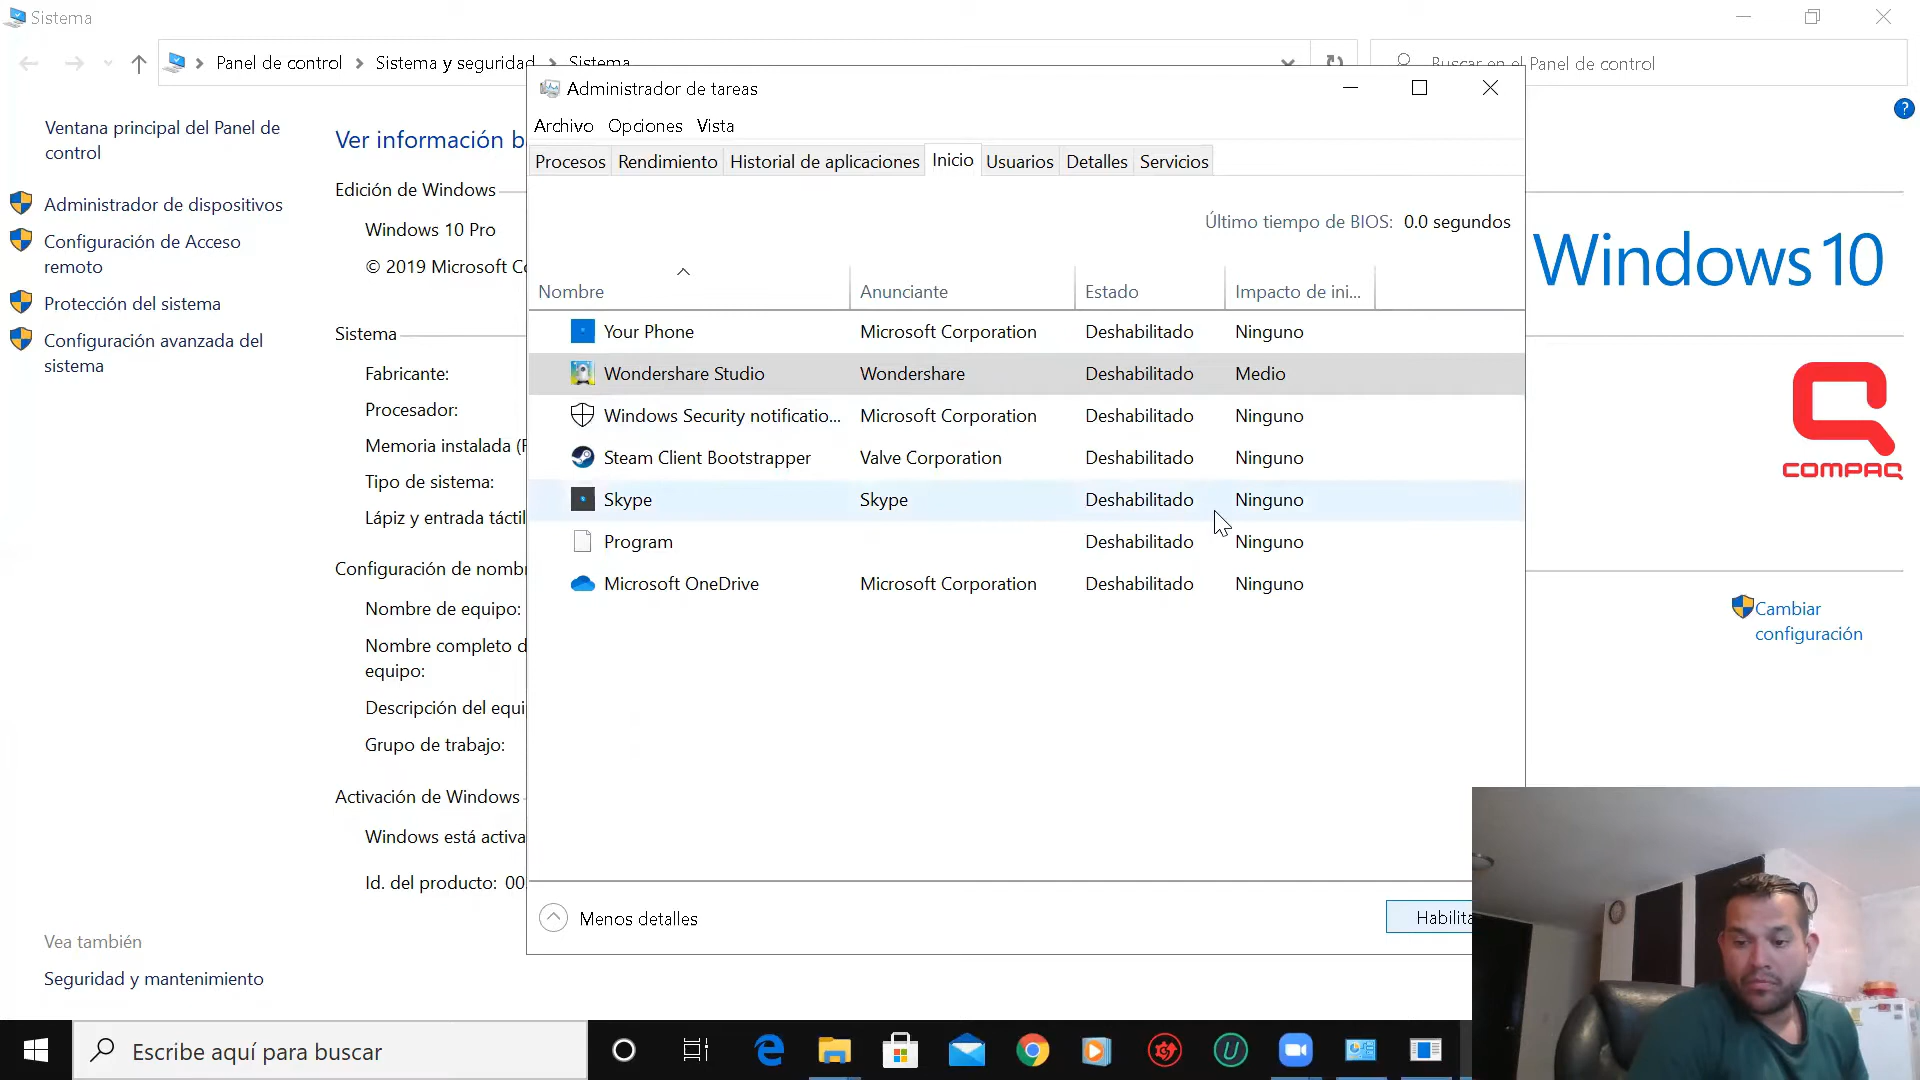 Sistema
Panel de control
Sistema y seguridad
Sistema
Buscar en el Panel de control
Ventana principal del Panel de
control
Administrador de dispositivos
Configuración de Acceso
remoto
Protección del sistema
Configuración avanzada del
sistema
Vea también
Seguridad y mantenimiento
Ver información b
Edición de Windows
Windows 10 Pro
© 2019 Microsoft Co
Sistema
Fabricante:
Procesador:
Memoria instalada (R
Tipo de sistema:
Lápiz y entrada táctil
Configuración de nombr
Nombre de equipo:
Nombre completo d
equipo:
Descripción del equi
Grupo de trabajo:
Activación de Windows
Windows está activa
Id. del producto: 00
Administrador de tareas
Archivo Opciones Vista
Procesos Rendimiento Historial de aplicaciones Inicio Usuarios Detalles Servicios
Último tiempo de BIOS: 0.0 segundos
Nombre Anunciante Estado Impacto de ini...
Your Phone Microsoft Corporation Deshabilitado Ninguno
Wondershare Studio Wondershare Deshabilitado Medio
Windows Security notificatio... Microsoft Corporation Deshabilitado Ninguno
Steam Client Bootstrapper Valve Corporation Deshabilitado Ninguno
Skype Skype Deshabilitado Ninguno
Program Deshabilitado Ninguno
Microsoft OneDrive Microsoft Corporation Deshabilitado Ninguno
Menos detalles
Habilita
Windows 10
COMPAQ
Cambiar
configuración
Escribe aquí para buscar